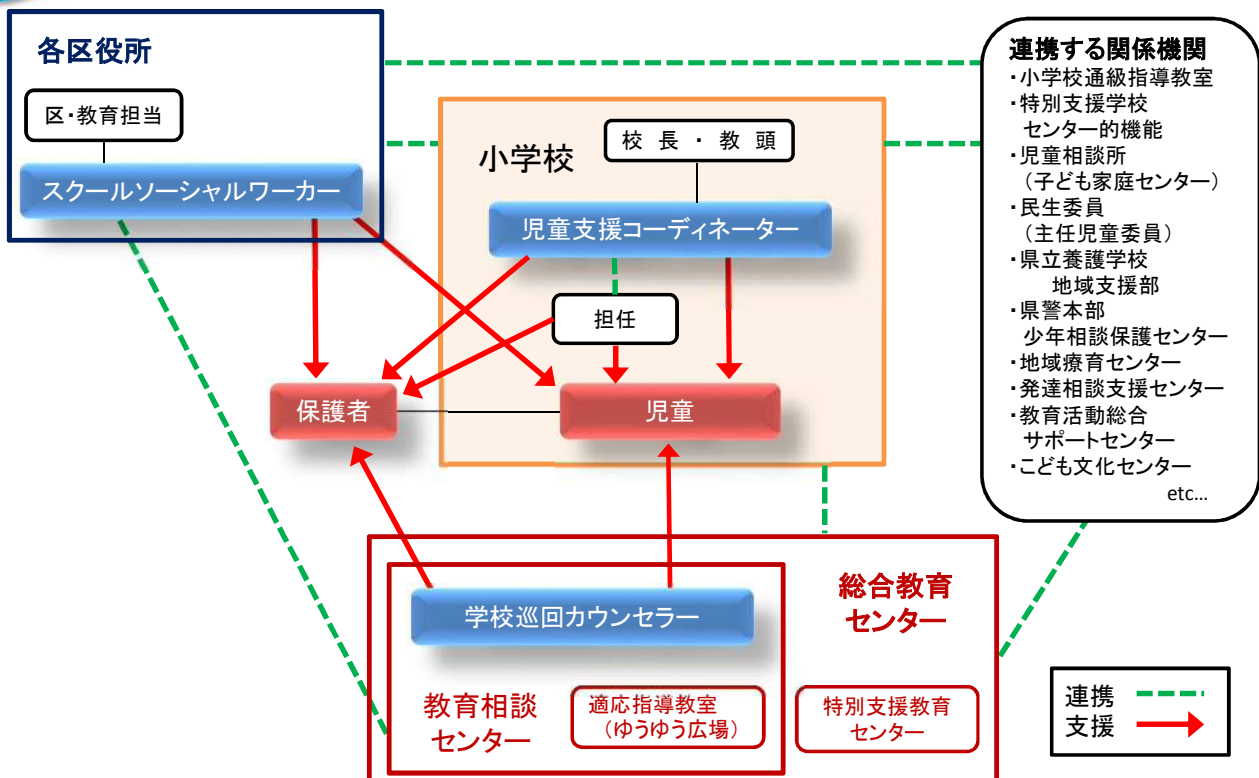 各区役所
区・教育担当
スクールソーシャルワーカー
小学校
校 長 ・ 教 頭
児童支援コーディネーター
担任
保護者
児童
連携する関係機関
・小学校通級指導教室
・特別支援学校
センター的機能
・児童相談所
（子ども家庭センター）
・民生委員
（主任児童委員）
・県立養護学校
地域支援部
・県警本部
少年相談保護センター
・地域療育センター
・発達相談支援センター
・教育活動総合
サポートセンター
・こども文化センター
etc…
学校巡回カウンセラー
総合教育
センター
教育相談
センター
適応指導教室
（ゆうゆう広場）
特別支援教育
センター
連携
支援